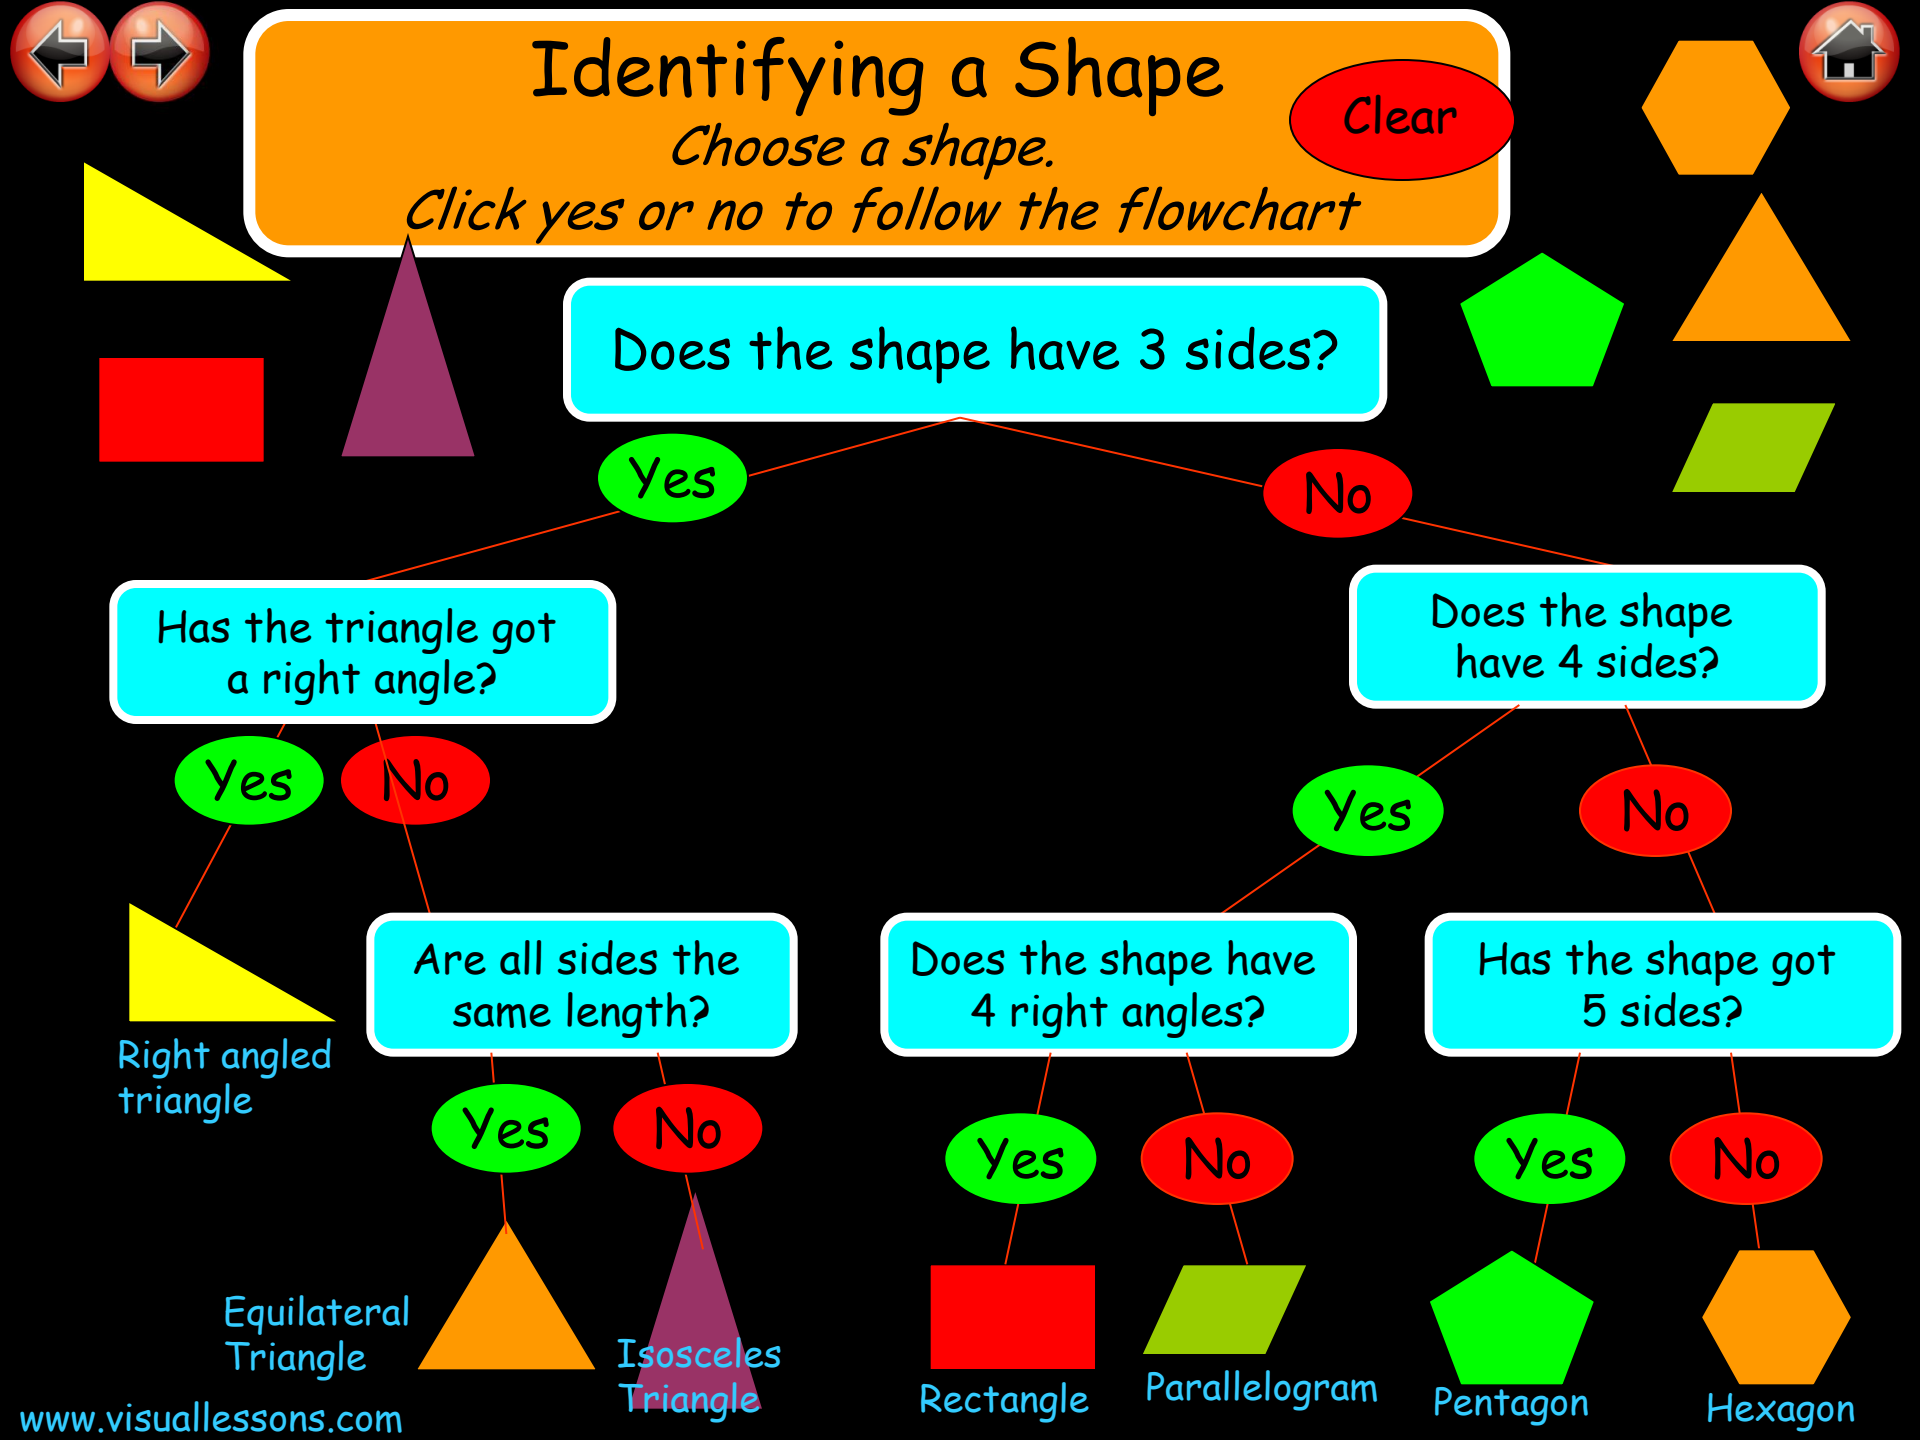 Identifying a Shape
Choose a shape.
Click yes or no to follow the flowchart
Clear
Does the shape have 3 sides?
Yes
No
Has the triangle got
a right angle?
Does the shape
have 4 sides?
Yes
No
Yes
No
Right angled
triangle
Are all sides the
same length?
Does the shape have
4 right angles?
Has the shape got
5 sides?
Yes
No
Yes
No
Yes
No
Equilateral
Triangle
Isosceles
Triangle
Rectangle
Parallelogram
Pentagon
Hexagon
www.visuallessons.com